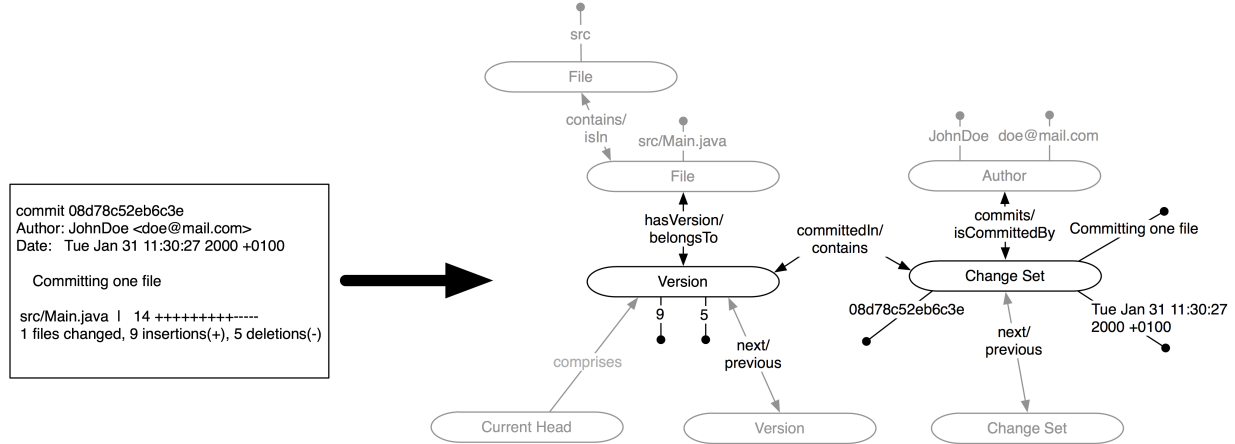 commit 08d78c52eb6c3e
Author: JohnDoe <doe@mail.com>
Date:   Tue Jan 31 11:30:27 2000 +0100
Committing one file
src/Main.java  |   14 +++++++++-----
1 files changed, 9 insertions(+), 5 deletions(-)
src
File
contains/
isIn
src/Main.java
File
hasVersion/
belongsTo
Version
9
5
comprises
next/
previous
Current Head
Version
committedIn/
contains
JohnDoe
doe@mail.com
Author
commits/
isCommittedBy
Committing one file
Change Set
08d78c52eb6c3e
Tue Jan 31 11:30:27
2000 +0100
next/
previous
Change Set